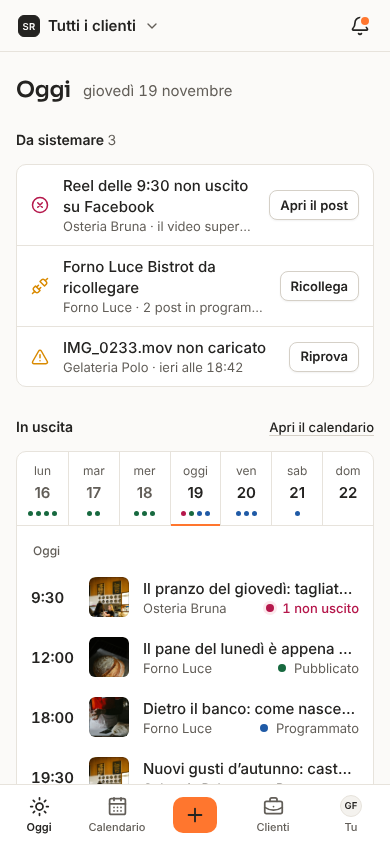 SR Tutti i clienti
Oggi giovedì 19 novembre
Da sistemare 3
Reel delle 9:30 non uscito
su Facebook
Osteria Bruna · il video super…
Apri il post
Forno Luce Bistrot da
ricollegare
Forno Luce · 2 post in program…
Ricollega
IMG_0233.mov non caricato
Gelateria Polo · ieri alle 18:42
Riprova
In uscita
Apri il calendario
lun mar mer oggi ven sab dom
16 17 18 19 20 21 22
Oggi
9:30
Il pranzo del giovedì: tagliat…
Osteria Bruna
1 non uscito
12:00
Il pane del lunedì è appena …
Forno Luce
Pubblicato
18:00
Dietro il banco: come nasce…
Forno Luce
Programmato
19:30
Nuovi gusti d’autunno: cast…
Oggi Calendario Clienti GF Tu